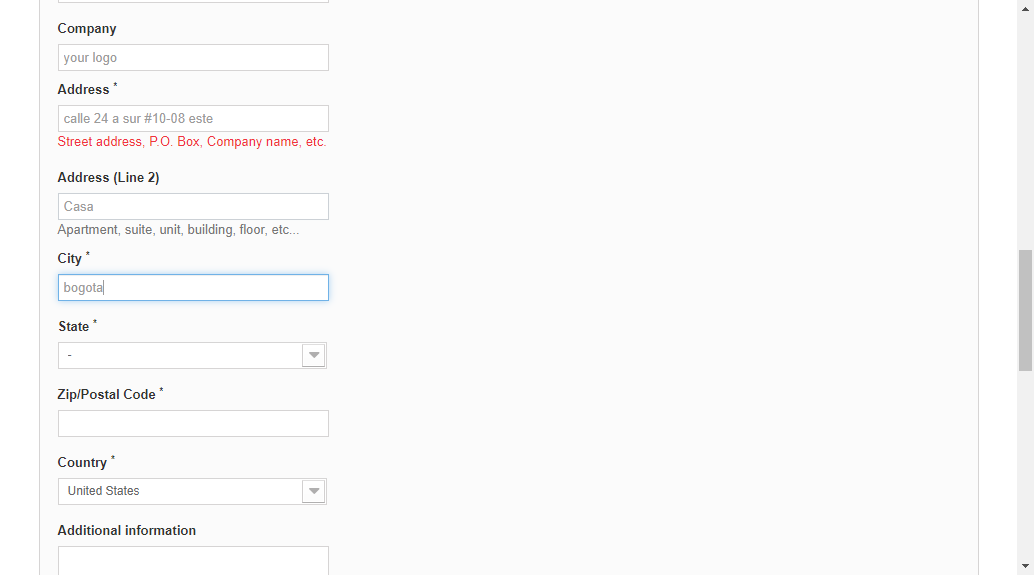 Company
your logo
Address *
calle 24 a sur #10-08 este
Street address, P.O. Box, Company name, etc.
Address (Line 2)
Casa
Apartment, suite, unit, building, floor, etc...
City *
bogota
State *
-
Zip/Postal Code *
Country *
United States
Additional information